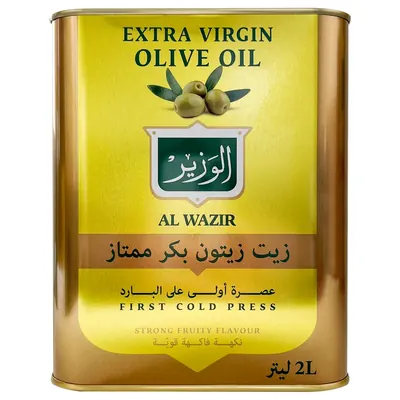 EXTRA VIRGIN
OLIVE OIL
الوزير
AL WAZIR
زيت زيتون بكر ممتاز
عصرة أولى على البارد
FIRST COLD PRESS
STRONG FRUITY FLAVOUR
نكهة فاكهية قوية
2L ليتر